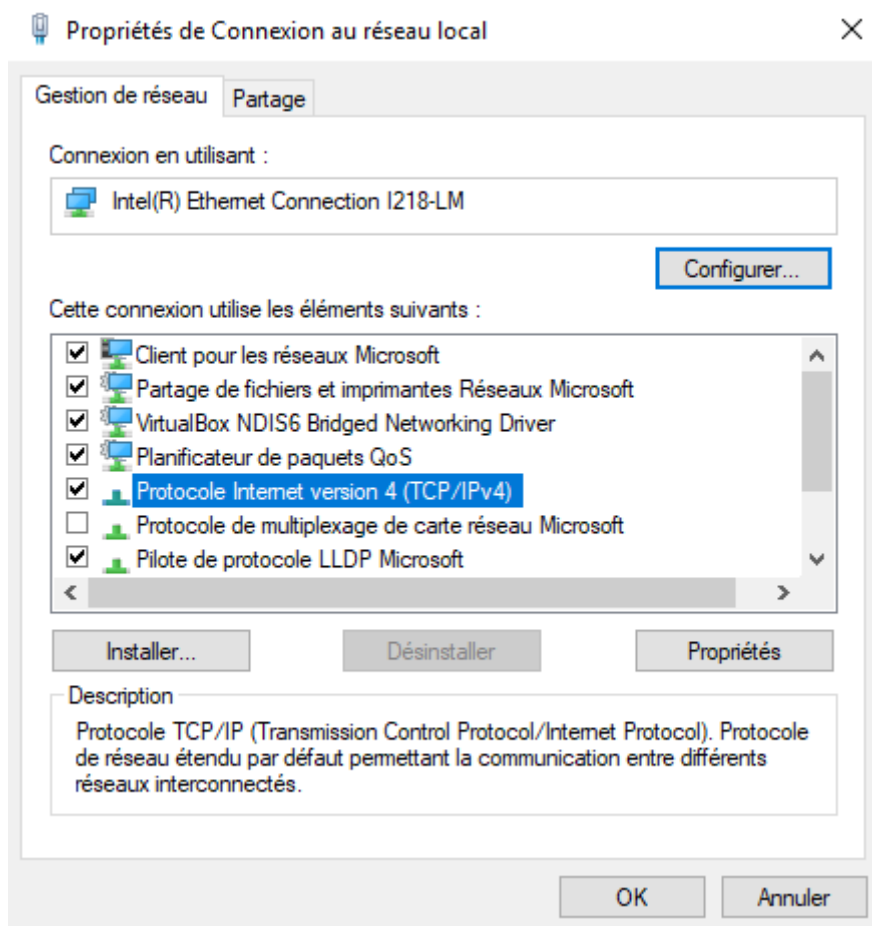 Propriétés de Connexion au réseau local
Gestion de réseau
Partage
Connexion en utilisant :
Intel(R) Ethernet Connection I218-LM
Configurer...
Cette connexion utilise les éléments suivants :
Client pour les réseaux Microsoft
Partage de fichiers et imprimantes Réseaux Microsoft
VirtualBox NDIS6 Bridged Networking Driver
Planificateur de paquets QoS
Protocole Internet version 4 (TCP/IPv4)
Protocole de multiplexage de carte réseau Microsoft
Pilote de protocole LLDP Microsoft
Installer...
Désinstaller
Propriétés
Description
Protocole TCP/IP (Transmission Control Protocol/Internet Protocol). Protocole
de réseau étendu par défaut permettant la communication entre différents
réseaux interconnectés.
OK
Annuler